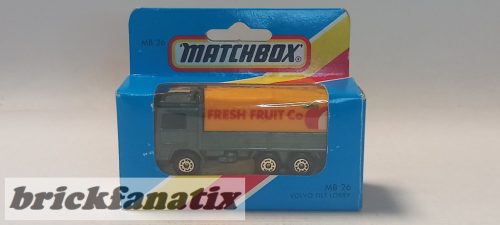 MB 26
MATCHBOX®
FRESH FRUIT Co
MB 26
VOLVO TILT LORRY
brickfanatix